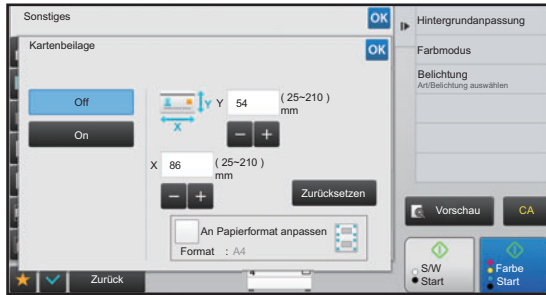 Sonstiges
OK
Hintergrundanpassung
Kartenbeilage
OK
Farbmodus
Belichtung
Art/Belichtung auswählen
Off
Y Y 54 ( 25~210 )
mm
On
X
X 86 ( 25~210 )
mm
Zurücksetzen
An Papierformat anpassen
Format : A4
Vorschau
CA
Zurück
S/W
Start
Farbe
Start